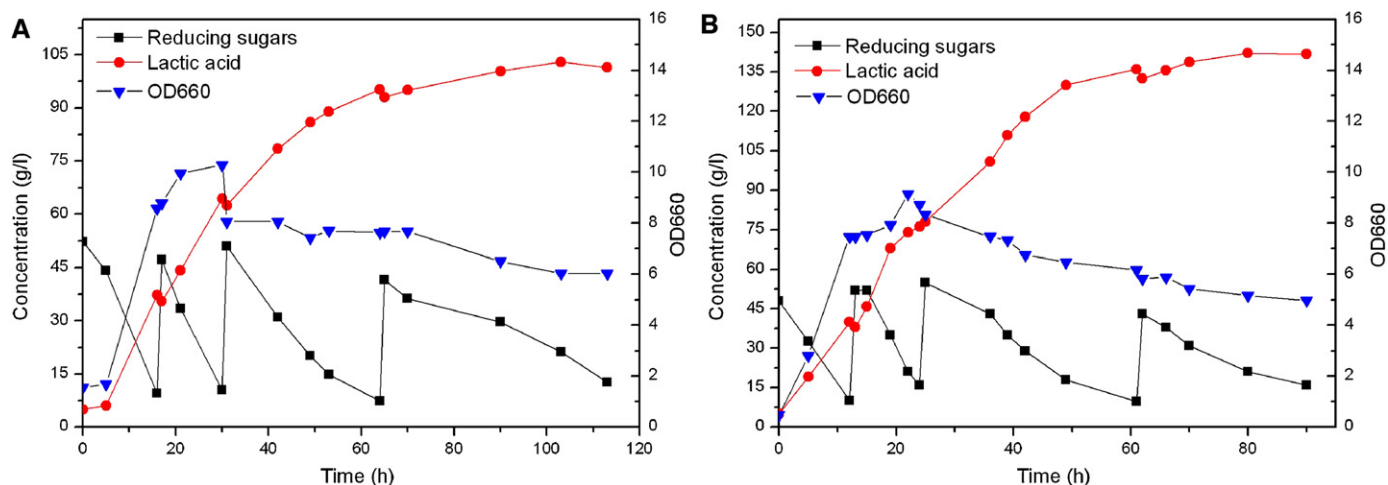 A
Reducing sugars
Lactic acid
OD660
Concentration (g/l)
105
90
75
60
45
30
15
0
16
14
12
10
8
6
4
2
0
OD660
0 20 40 60 80 100 120
Time (h)
B
Reducing sugars
Lactic acid
OD660
Concentration (g/l)
150
135
120
105
90
75
60
45
30
15
0
16
14
12
10
8
6
4
2
0
OD660
0 20 40 60 80
Time (h)